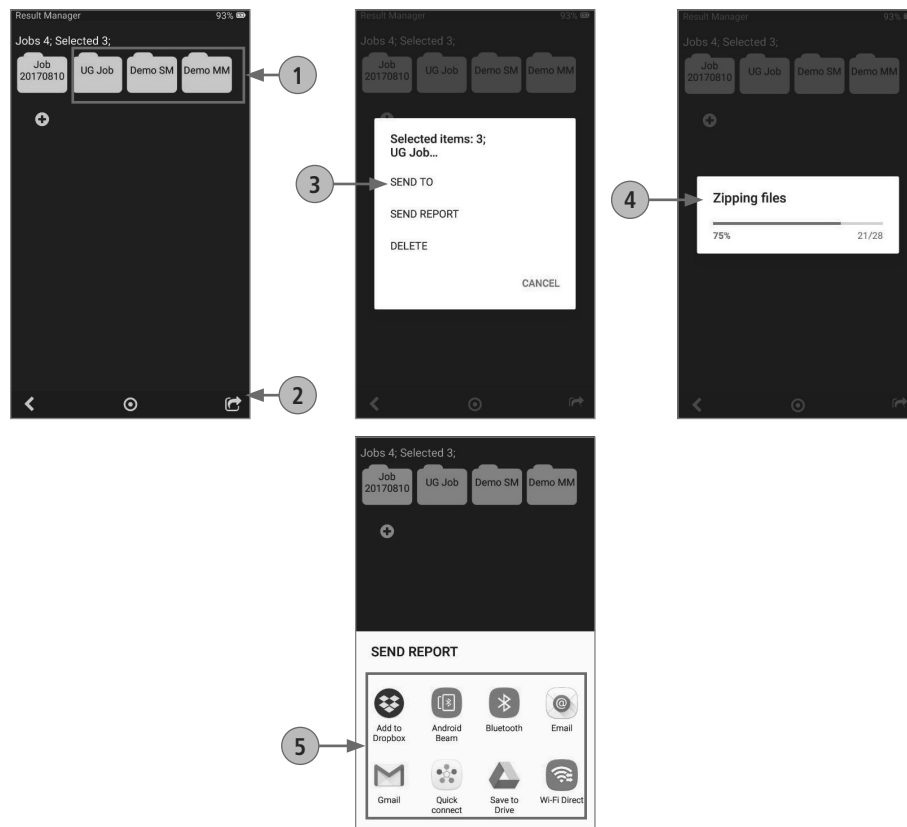 Result Manager 93%
Jobs 4; Selected 3;
Job
20170810
UG Job
Demo SM
Demo MM
1
2
Result Manager 93%
Jobs 4; Selected 3;
Job
20170810
UG Job
Demo SM
Demo MM
Selected items: 3;
UG Job...
SEND TO
SEND REPORT
DELETE
CANCEL
3
Result Manager 93%
Jobs 4; Selected 3;
Job
20170810
UG Job
Demo SM
Demo MM
Zipping files
75% 21/28
4
Jobs 4; Selected 3;
Job
20170810
UG Job
Demo SM
Demo MM
SEND REPORT
Add to
Dropbox
Android
Beam
Bluetooth
Email
Gmail
Quick
connect
Save to
Drive
Wi-Fi Direct
5